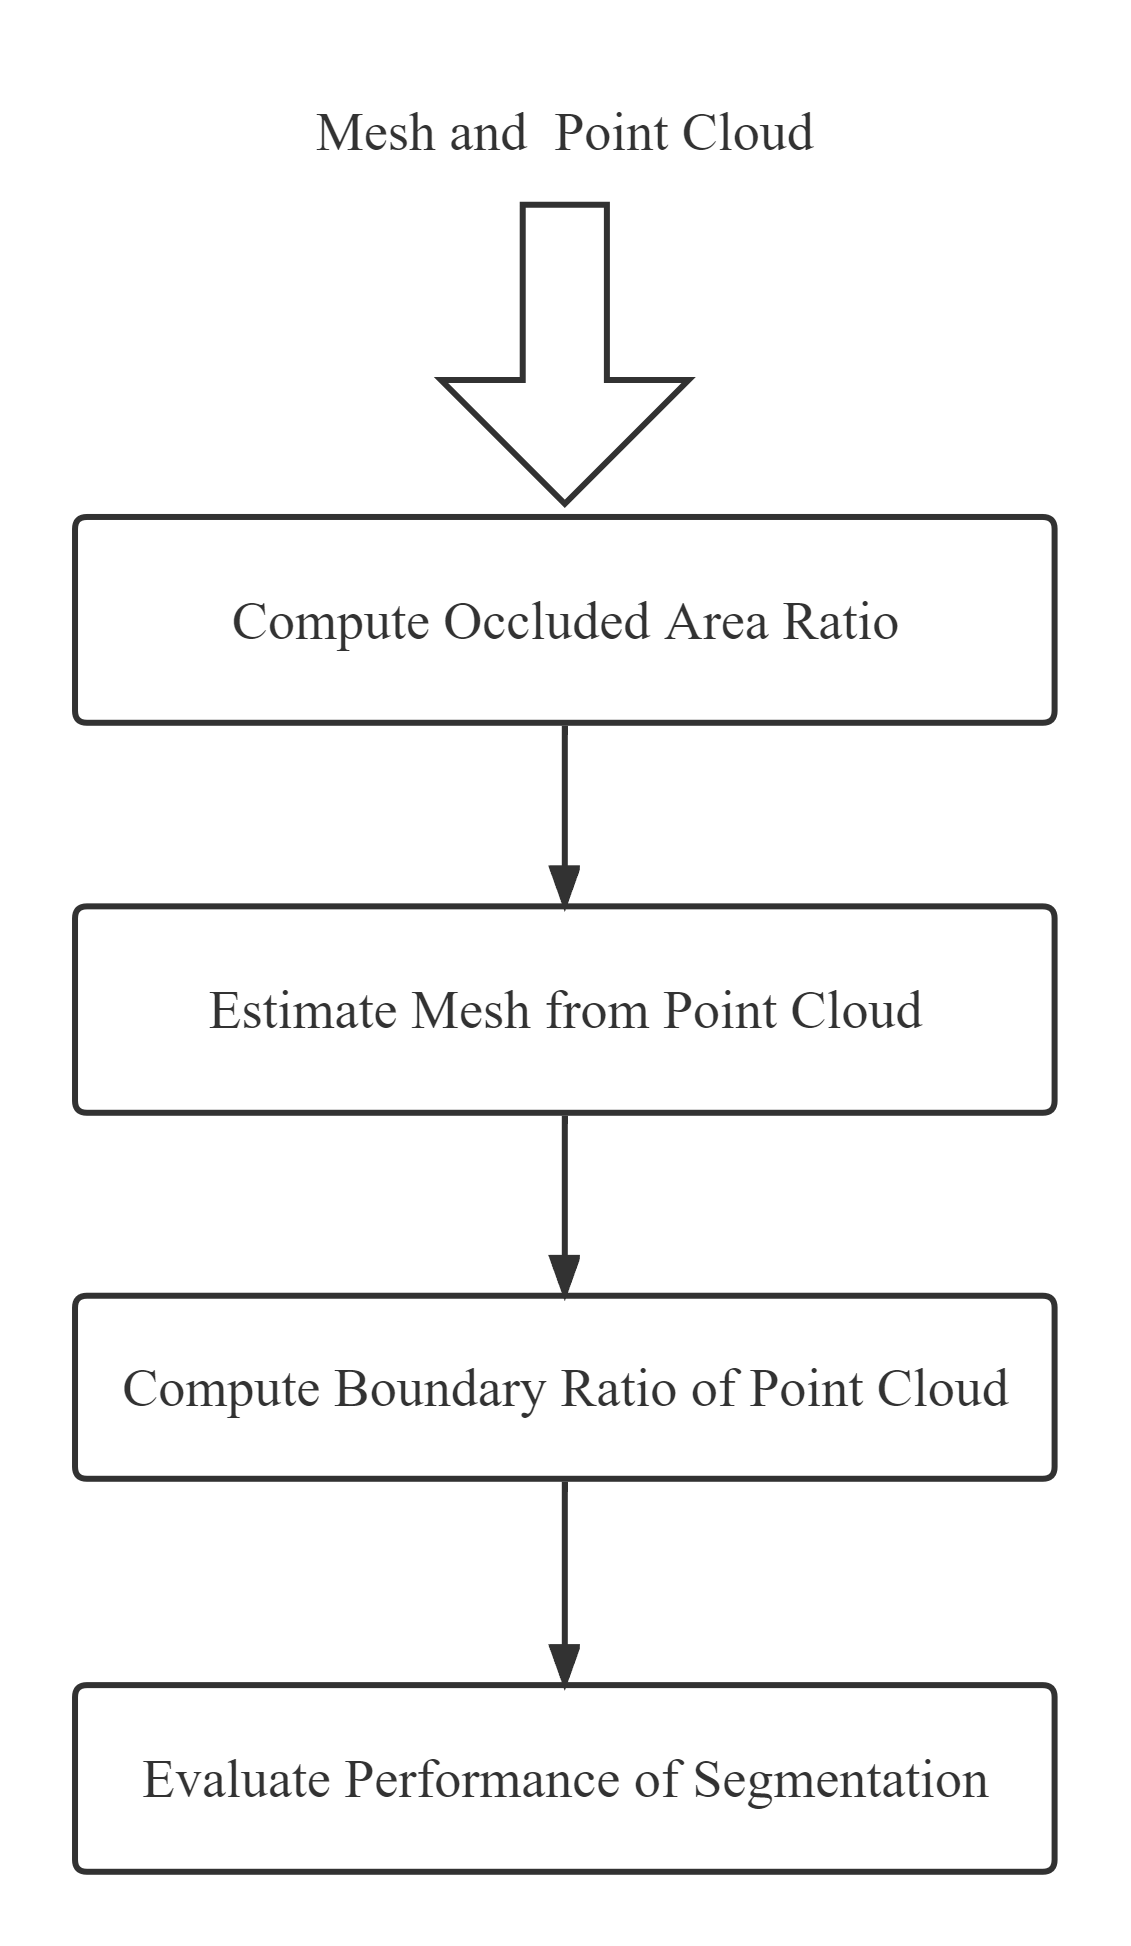 Mesh and Point Cloud
Compute Occluded Area Ratio
Estimate Mesh from Point Cloud
Compute Boundary Ratio of Point Cloud
Evaluate Performance of Segmentation